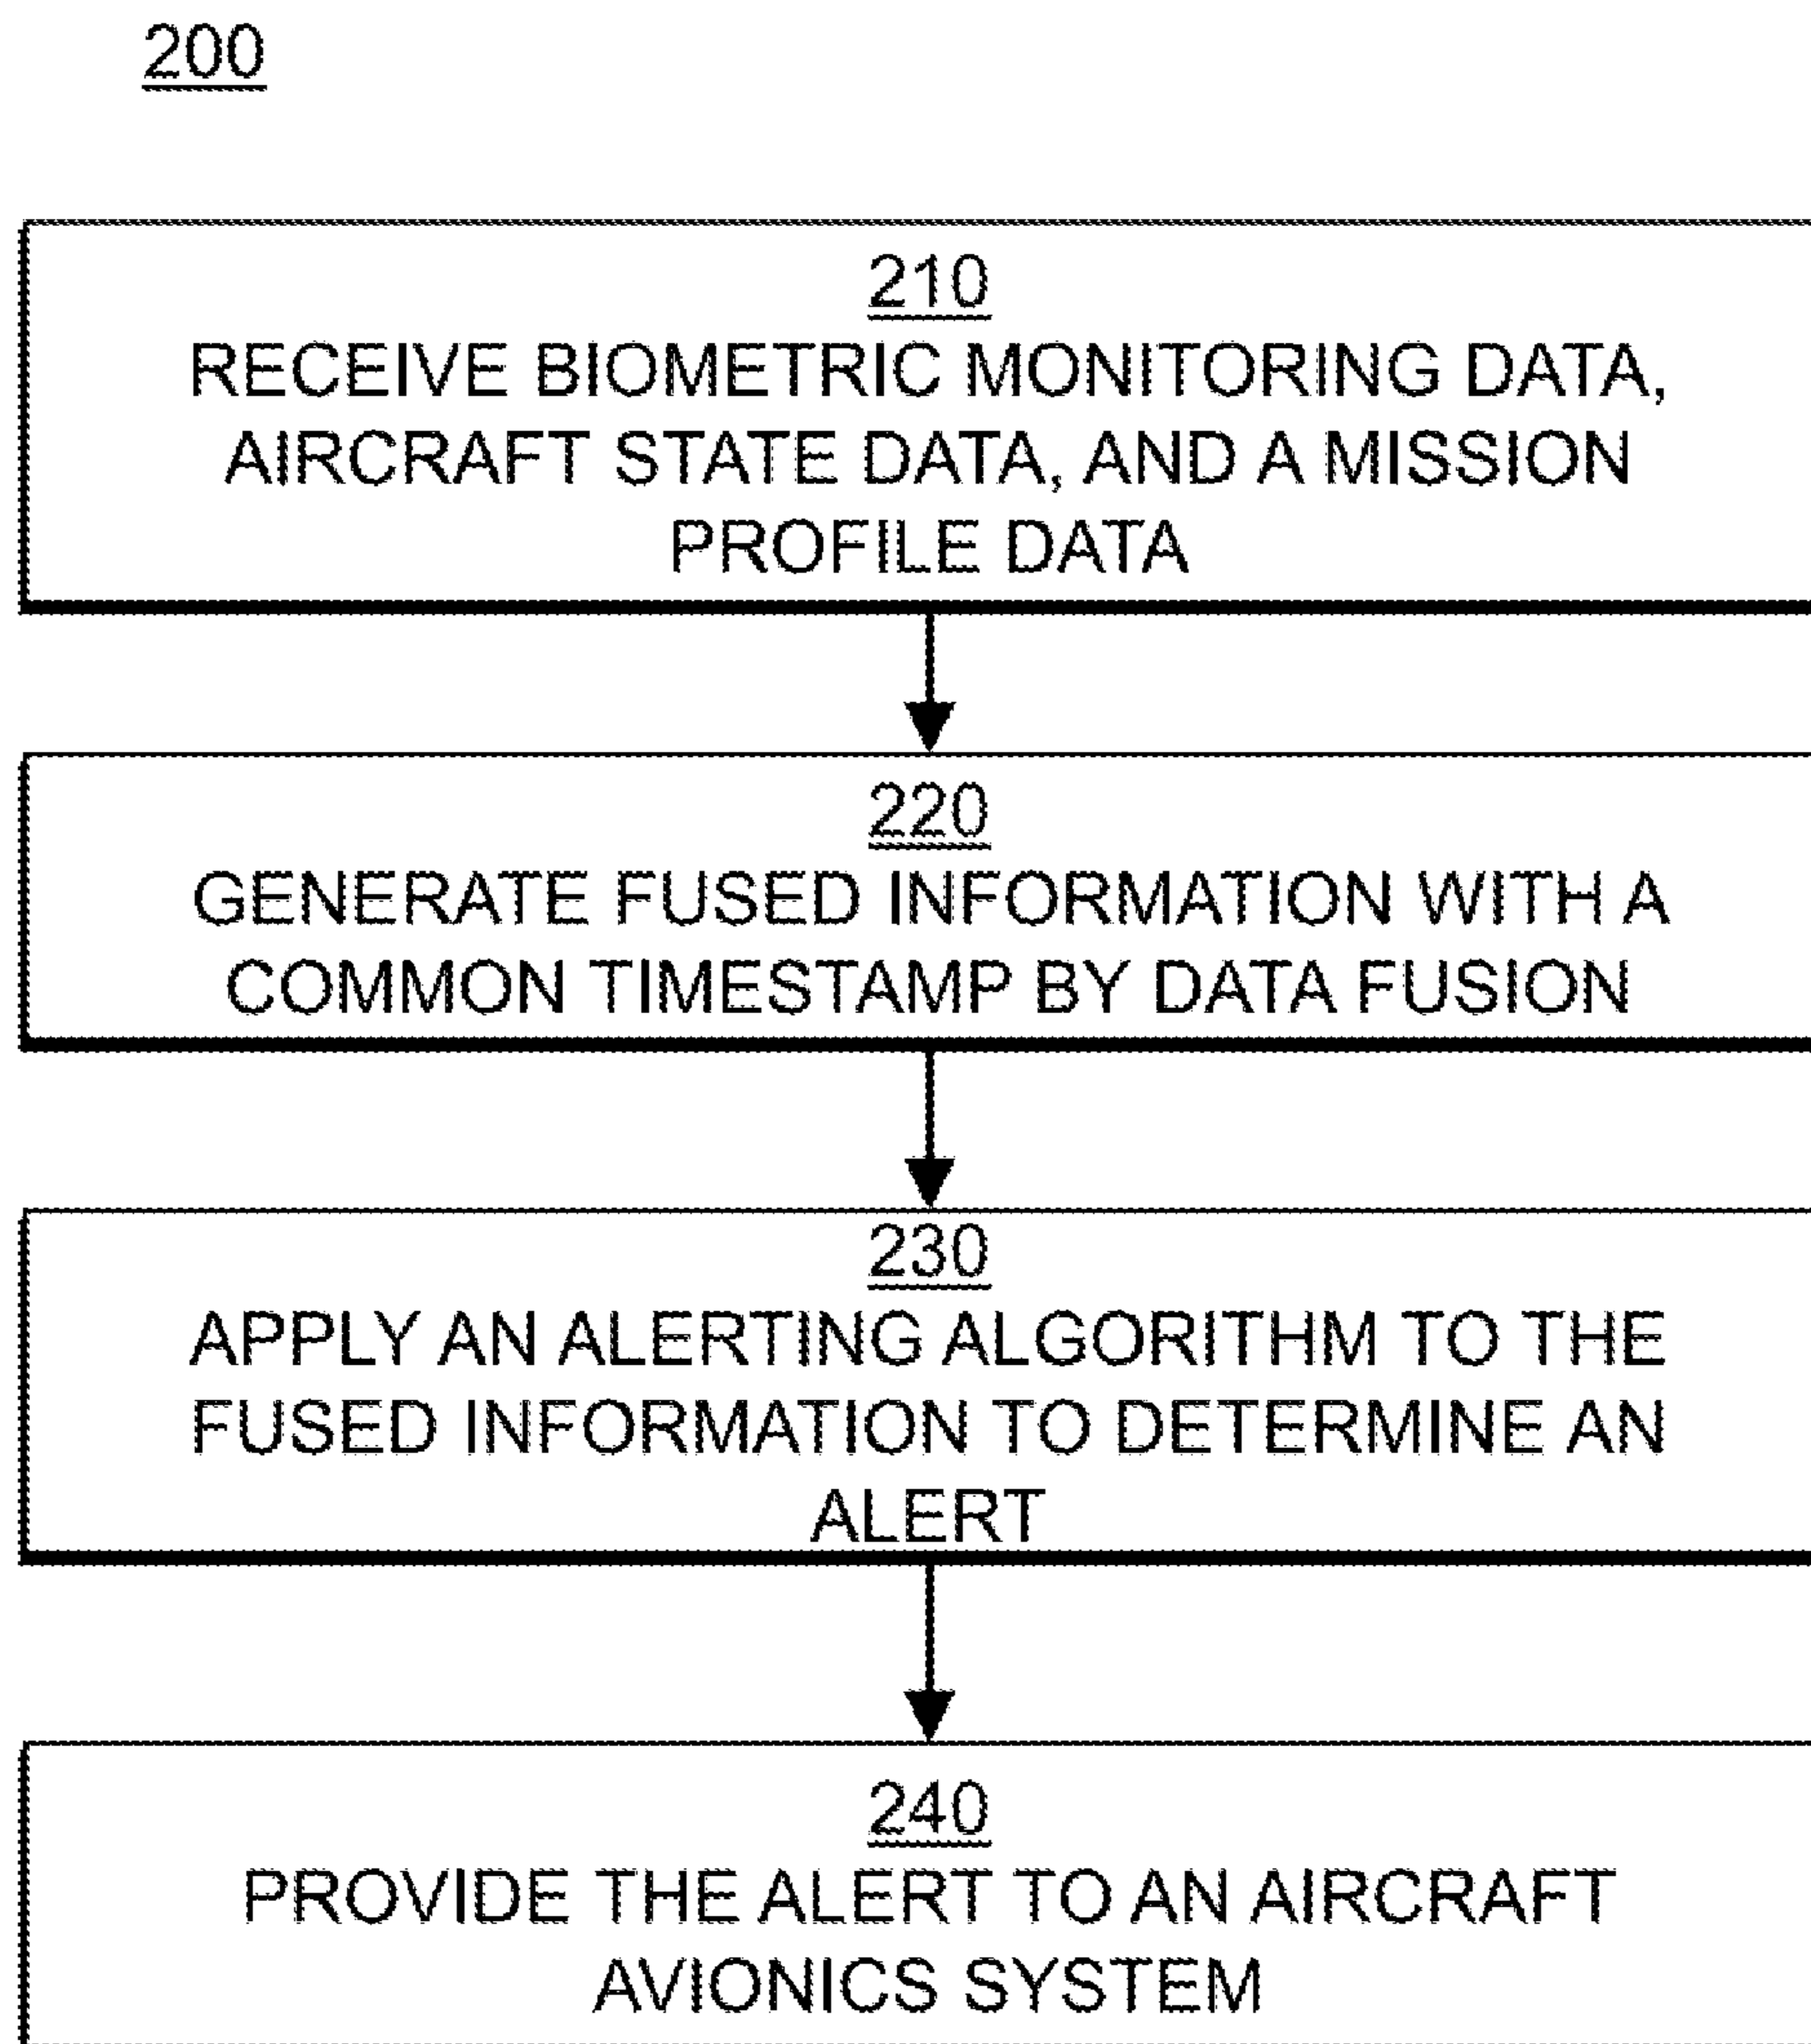 200
210
RECEIVE BIOMETRIC MONITORING DATA,
AIRCRAFT STATE DATA, AND A MISSION
PROFILE DATA
220
GENERATE FUSED INFORMATION WITH A
COMMON TIMESTAMP BY DATA FUSION
230
APPLY AN ALERTING ALGORITHM TO THE
FUSED INFORMATION TO DETERMINE AN
ALERT
240
PROVIDE THE ALERT TO AN AIRCRAFT
AVIONICS SYSTEM